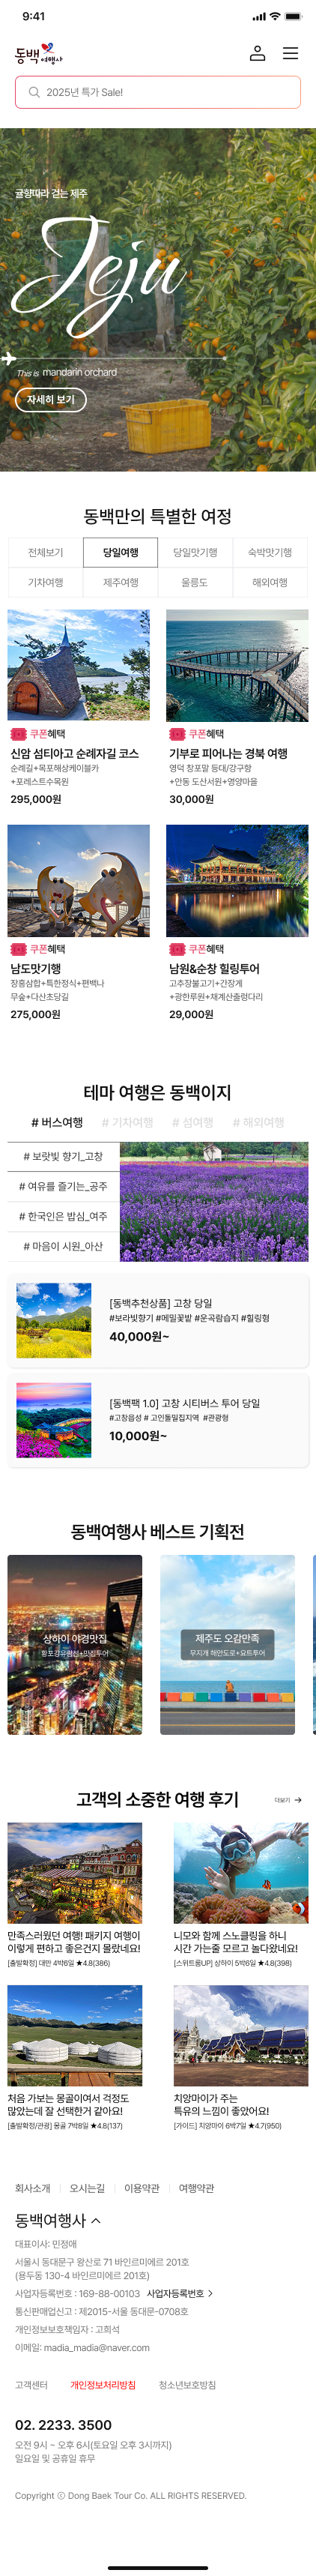 9:41
동백여행사
2025년 특가 Sale!
귤향따라 걷는 제주
Jeju
This is mandarin orchard
자세히 보기
동백만의 특별한 여정
전체보기 당일여행 당일맛기행 숙박맛기행
기차여행 제주여행 울릉도 해외여행
쿠폰혜택
신암 섬티아고 순례자길 코스
순례길+목포해상케이블카
+포레스트수목원
295,000원
쿠폰혜택
기부로 피어나는 경북 여행
영덕 창포말 등대/강구항
+안동 도산서원+영양마을
30,000원
쿠폰혜택
남도맛기행
장흥삼합+특한정식+편백나
무숲+다산초당길
275,000원
쿠폰혜택
남원&순창 힐링투어
고추장불고기+간장게
+광한루원+채계산출렁다리
29,000원
테마 여행은 동백이지
# 버스여행 # 기차여행 # 섬여행 # 해외여행
# 보랏빛 향기_고창
# 여유를 즐기는_공주
# 한국인은 밥심_여주
# 마음이 시원_아산
[동백추천상품] 고창 당일
#보라빛향기 #메밀꽃밭 #운곡람습지 #힐링형
40,000원~
[동백팩 1.0] 고창 시티버스 투어 당일
#고창읍성 # 고인돌밀집지역 #관광형
10,000원~
동백여행사 베스트 기획전
상하이 야경맛집
황포강유람선+맛집투어
제주도 오감만족
무지개 해안도로+요트투어
고객의 소중한 여행 후기
더보기
만족스러웠던 여행! 패키지 여행이
이렇게 편하고 좋은건지 몰랐네요!
[출발확정] 대만 4박6일 ★4.8(386)
니모와 함께 스노클링을 하니
시간 가는줄 모르고 놀다왔네요!
[스위트룸UP] 상하이 5박6일 ★4.8(398)
처음 가보는 몽골이여서 걱정도
많았는데 잘 선택한거 같아요!
[출발확정/관광] 몽골 7박8일 ★4.8(137)
치앙마이가 주는
특유의 느낌이 좋았어요!
[가이드] 치앙마이 6박7일 ★4.7(950)
회사소개 오시는길 이용약관 여행약관
동백여행사
대표이사: 민정애
서울시 동대문구 왕산로 71 바인르미에르 201호
(용두동 130-4 바인르미에르 201호)
사업자등록번호 : 169-88-00103 사업자등록번호
통신판매업신고 : 제2015-서울 동대문-0708호
개인정보보호책임자 : 고희석
이메일: madia_madia@naver.com
고객센터 개인정보처리방침 청소년보호방침
02. 2233. 3500
오전 9시 ~ 오후 6시(토요일 오후 3시까지)
일요일 및 공휴일 휴무
Copyright ⓒ Dong Baek Tour Co. ALL RIGHTS RESERVED.